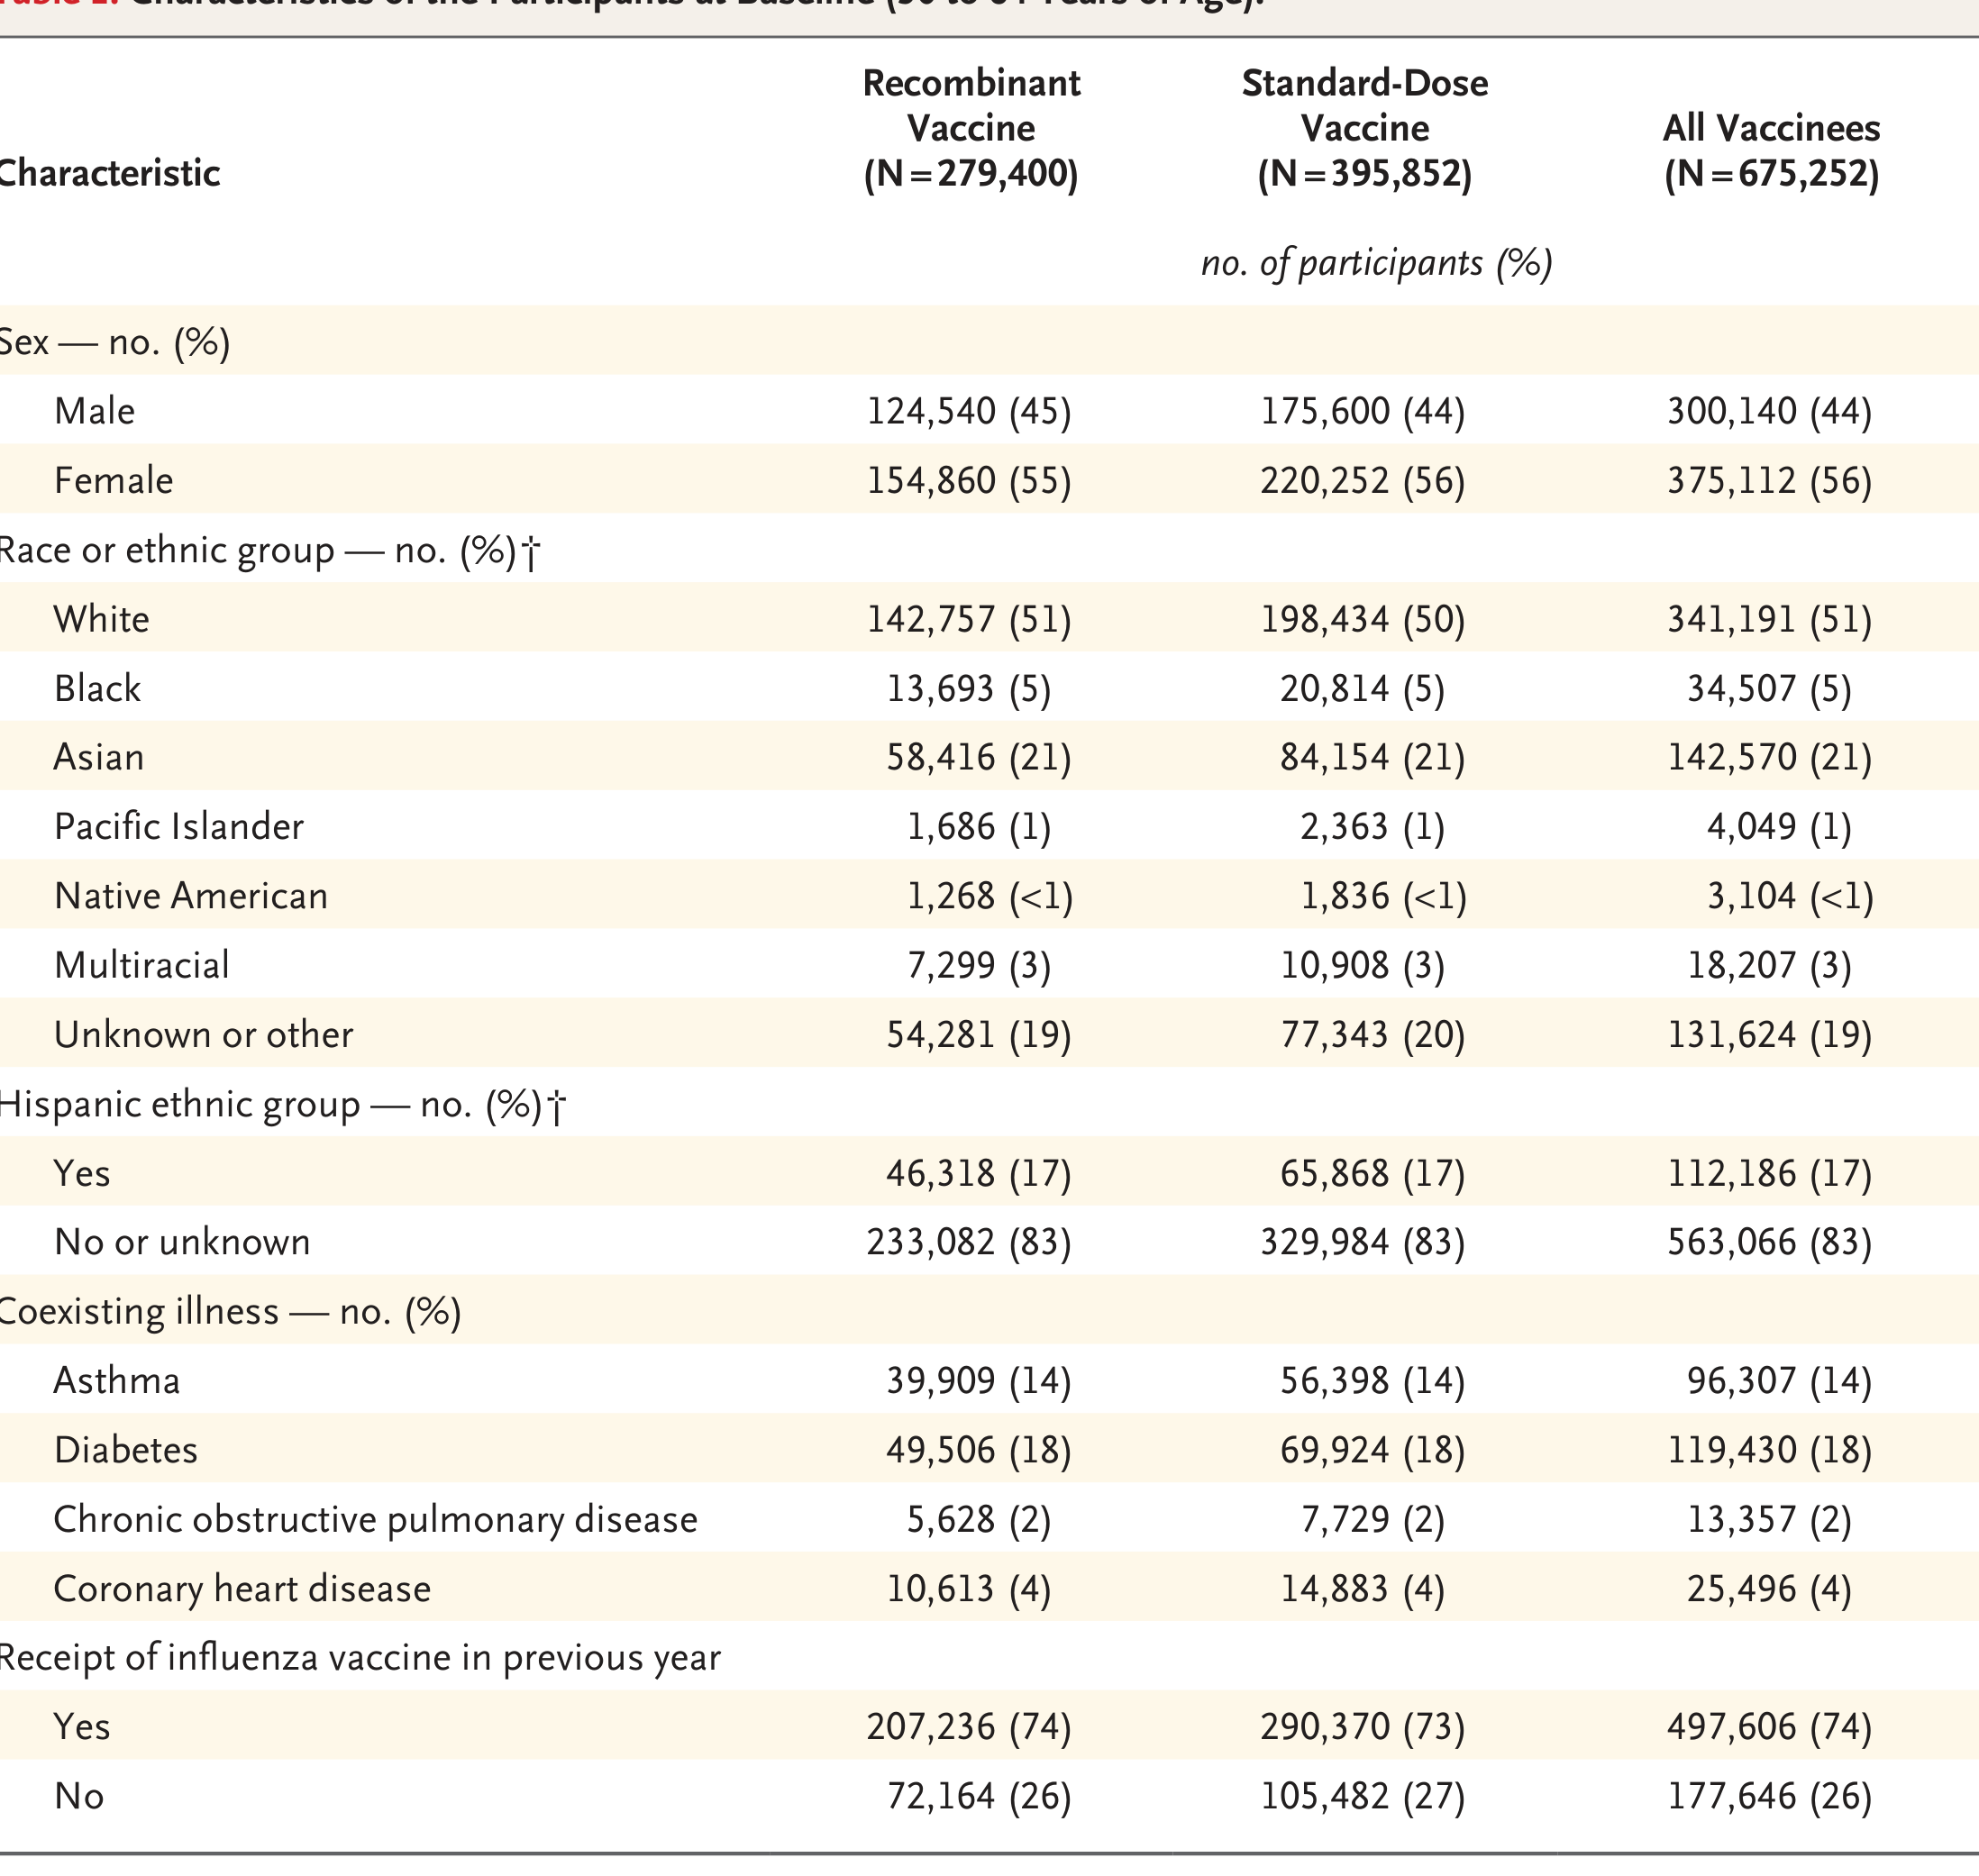 Characteristics of the Participants at Baseline to Years of Age).
Recombinant Vaccine (N=279,400)
Standard-Dose Vaccine (N=395,852)
All Vaccinees (N=675,252)
Characteristic
no. of participants (%)
Sex — no. (%)
Male 124,540 (45) 175,600 (44) 300,140 (44)
Female 154,860 (55) 220,252 (56) 375,112 (56)
Race or ethnic group — no. (%)†
White 142,757 (51) 198,434 (50) 341,191 (51)
Black 13,693 (5) 20,814 (5) 34,507 (5)
Asian 58,416 (21) 84,154 (21) 142,570 (21)
Pacific Islander 1,686 (1) 2,363 (1) 4,049 (1)
Native American 1,268 (<1) 1,836 (<1) 3,104 (<1)
Multiracial 7,299 (3) 10,908 (3) 18,207 (3)
Unknown or other 54,281 (19) 77,343 (20) 131,624 (19)
Hispanic ethnic group — no. (%)†
Yes 46,318 (17) 65,868 (17) 112,186 (17)
No or unknown 233,082 (83) 329,984 (83) 563,066 (83)
Coexisting illness — no. (%)
Asthma 39,909 (14) 56,398 (14) 96,307 (14)
Diabetes 49,506 (18) 69,924 (18) 119,430 (18)
Chronic obstructive pulmonary disease 5,628 (2) 7,729 (2) 13,357 (2)
Coronary heart disease 10,613 (4) 14,883 (4) 25,496 (4)
Receipt of influenza vaccine in previous year
Yes 207,236 (74) 290,370 (73) 497,606 (74)
No 72,164 (26) 105,482 (27) 177,646 (26)